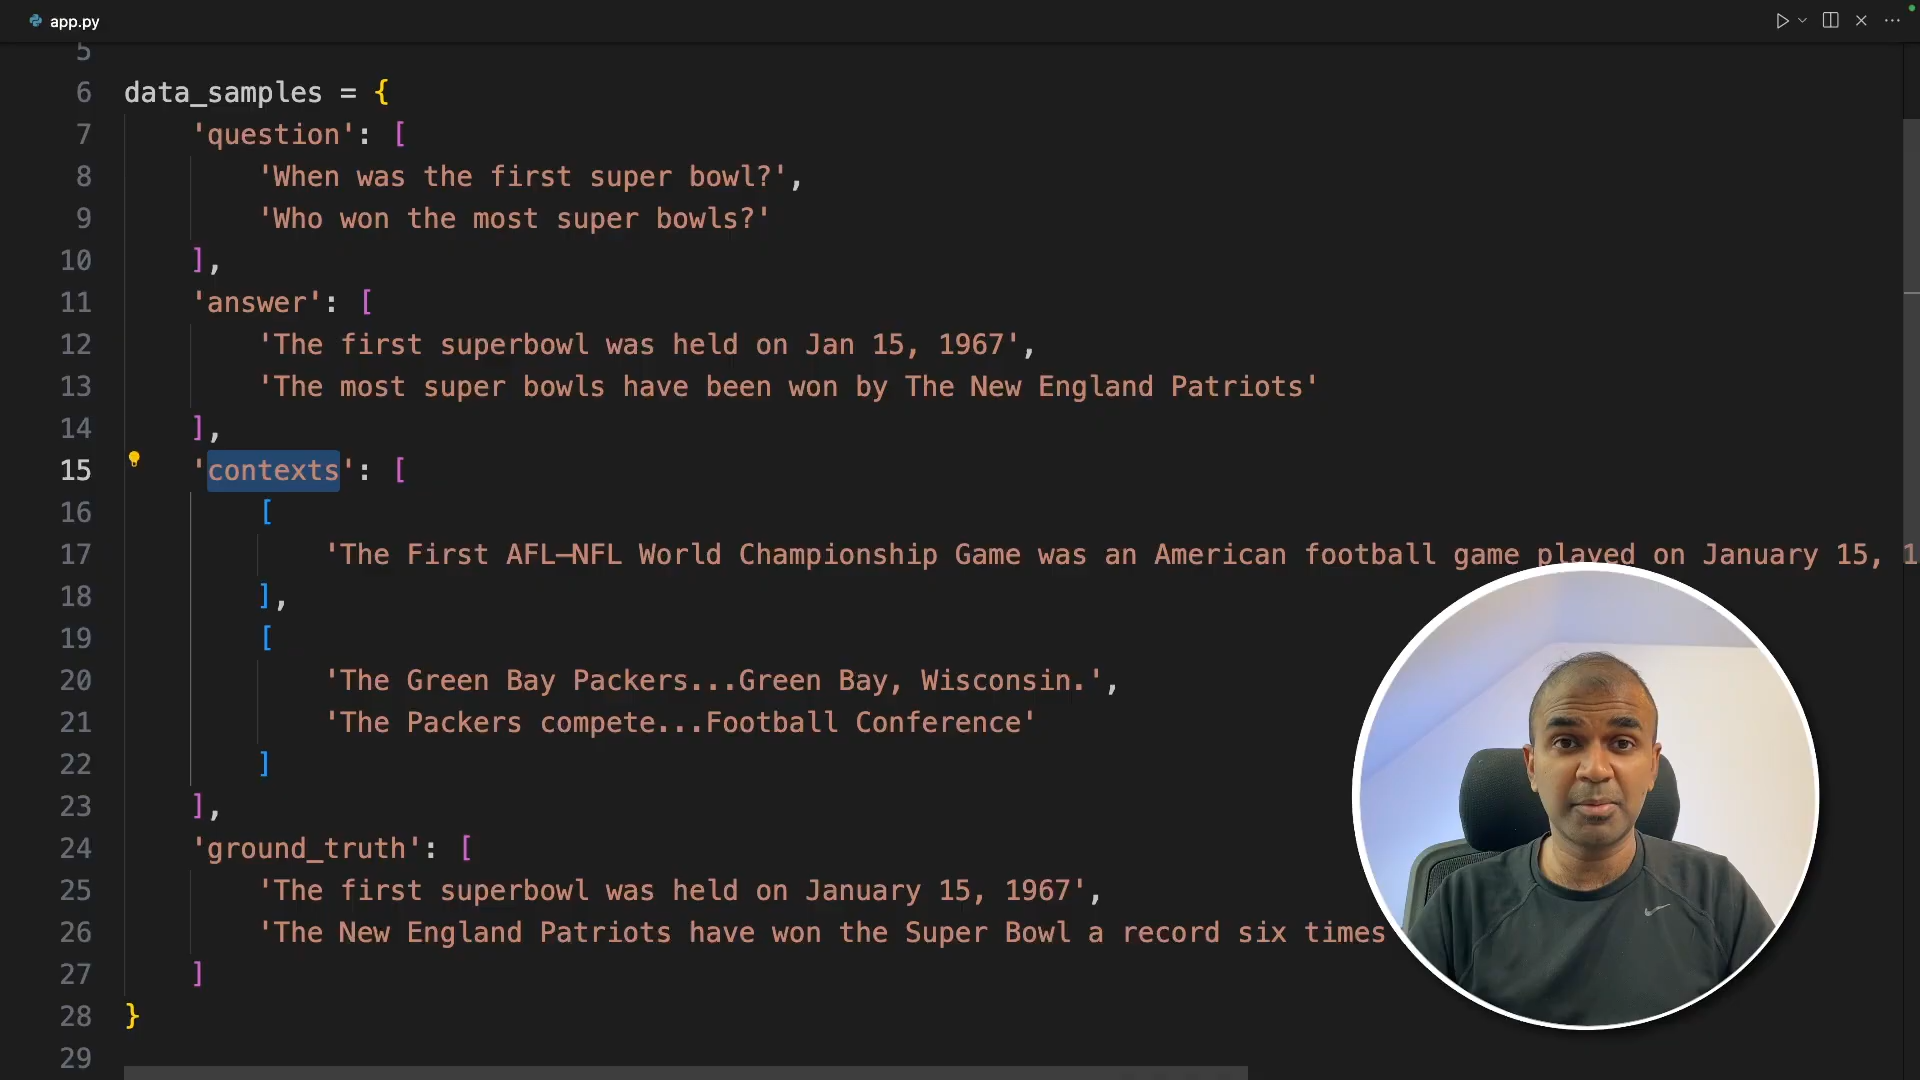 app.py
5
6 data_samples = {
7 'question': [
8 'When was the first super bowl?',
9 'Who won the most super bowls?'
10 ],
11 'answer': [
12 'The first superbowl was held on Jan 15, 1967',
13 'The most super bowls have been won by The New England Patriots'
14 ],
15 'contexts': [
16 [
17 'The First AFL–NFL World Championship Game was an American football game played on January 15, 1
18 ],
19 [
20 'The Green Bay Packers...Green Bay, Wisconsin.',
21 'The Packers compete...Football Conference'
22 ]
23 ],
24 'ground_truth': [
25 'The first superbowl was held on January 15, 1967',
26 'The New England Patriots have won the Super Bowl a record six times
27 ]
28 }
29